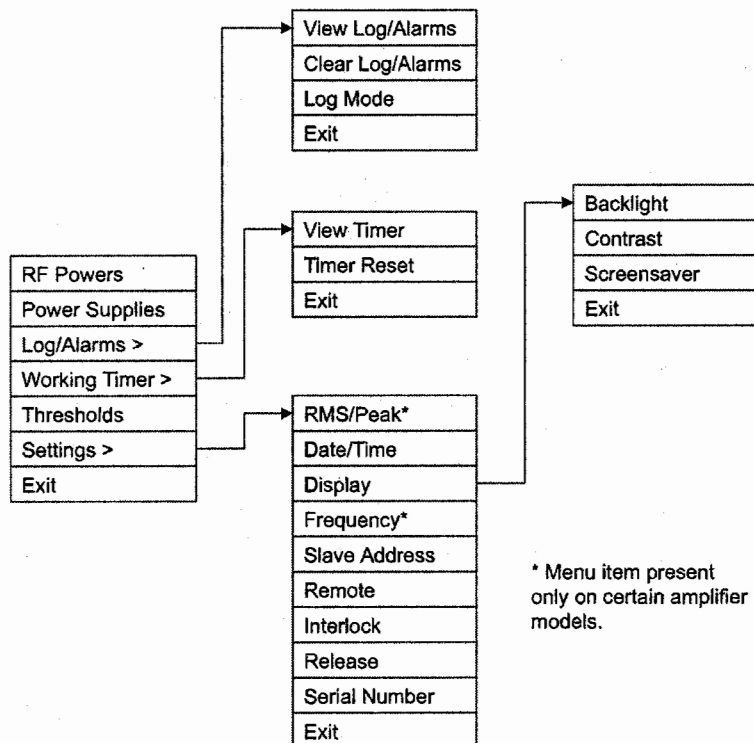 View Log/Alarms
Clear Log/Alarms
Log Mode
Exit
Backlight
Contrast
Screensaver
Exit
View Timer
Timer Reset
Exit
RF Powers
Power Supplies
Log/Alarms >
Working Timer >
Thresholds
Settings >
Exit
RMS/Peak*
Date/Time
Display
Frequency*
Slave Address
Remote
Interlock
Release
Serial Number
Exit
* Menu item present
only on certain amplifier
models.